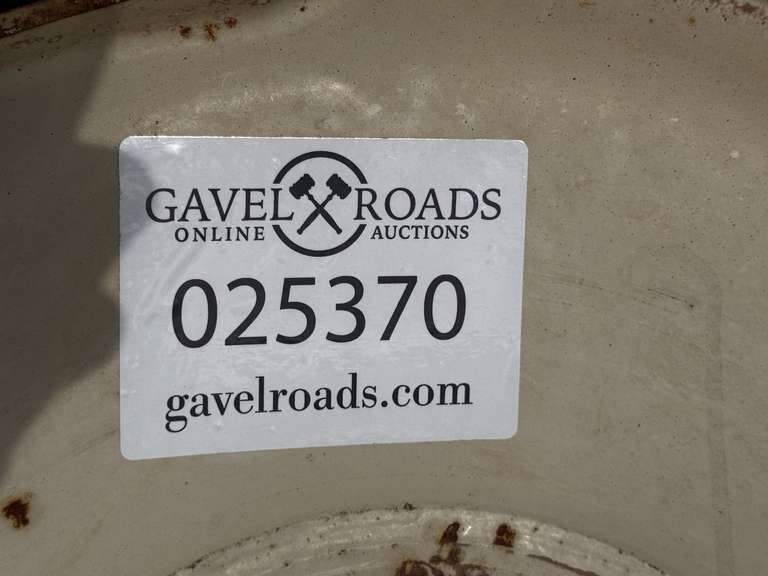 GAVEL ROADS
ONLINE AUCTIONS
025370
gavelroads.com